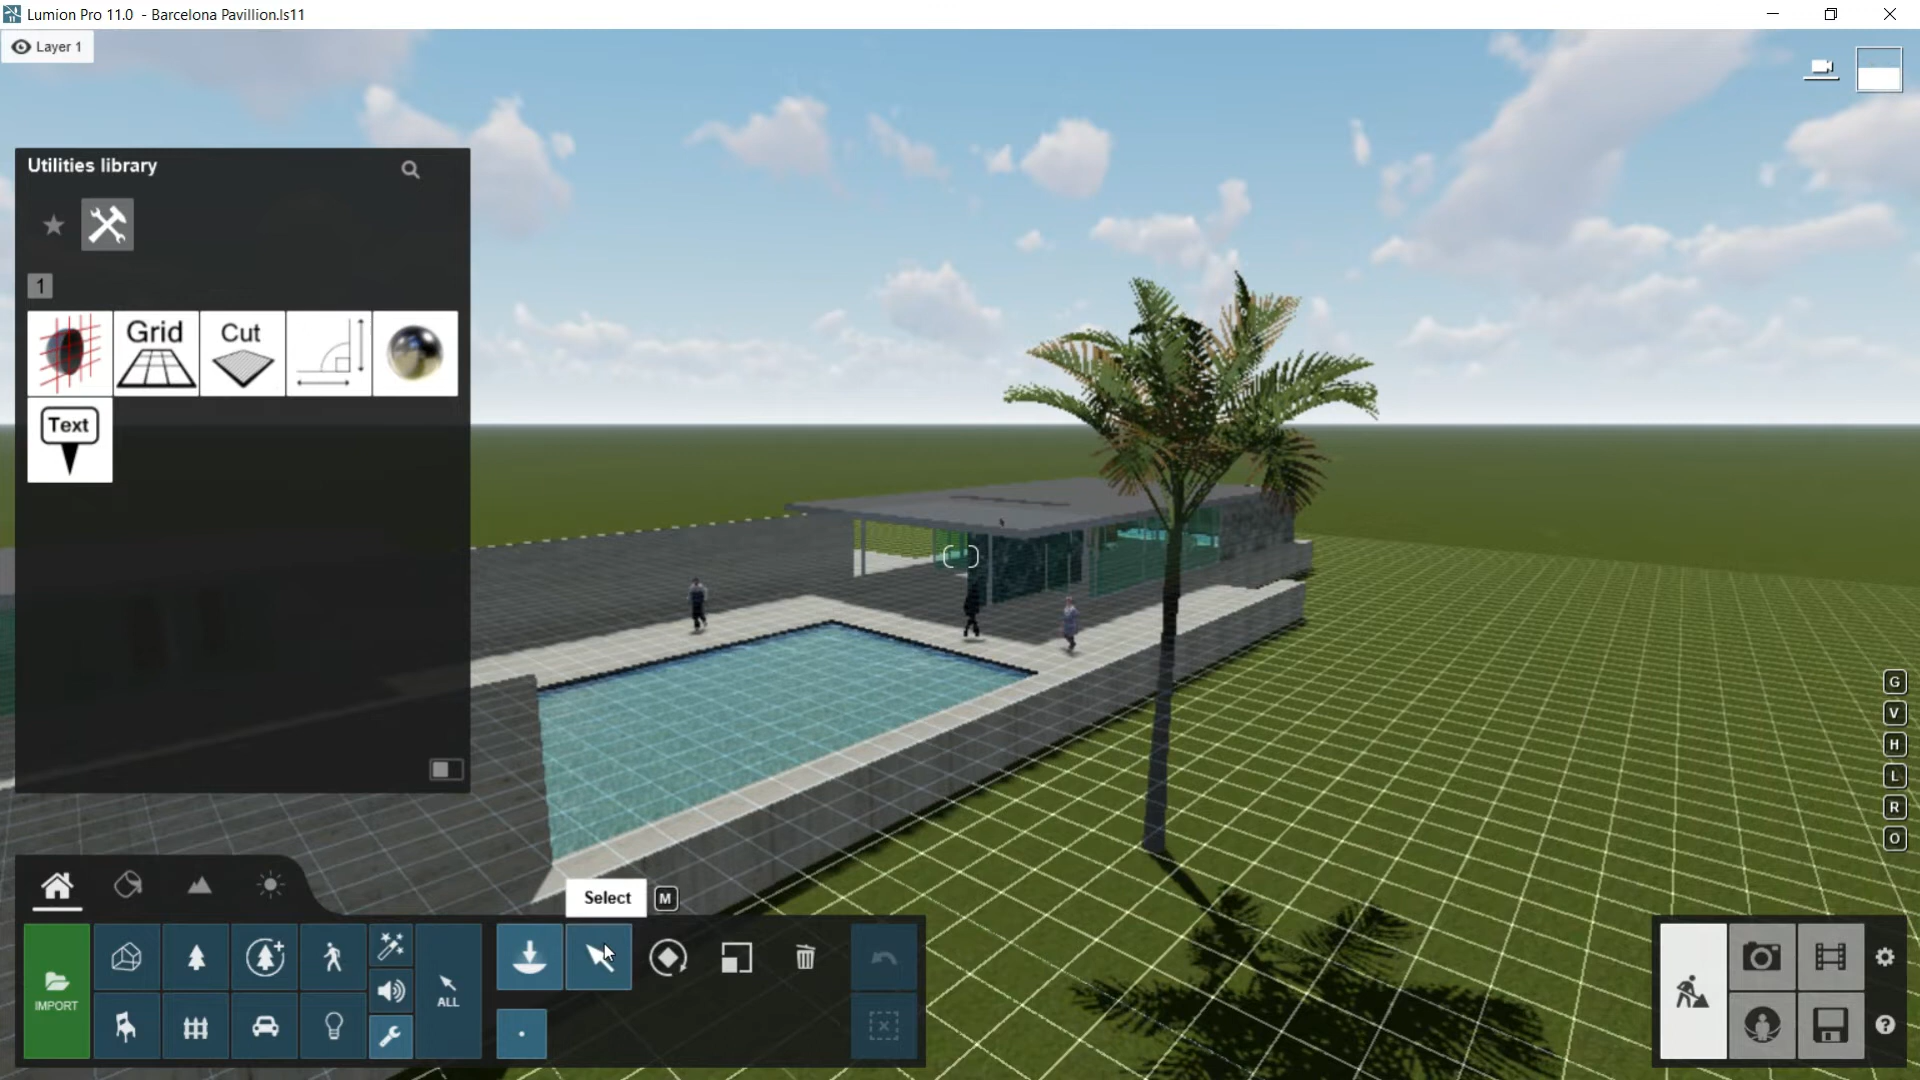 Lumion Pro 11.0 - Barcelona Pavillion.ls11
Layer 1
Utilities library
1
Grid
Cut
Text
G
V
H
L
R
O
Select
M
IMPORT
ALL